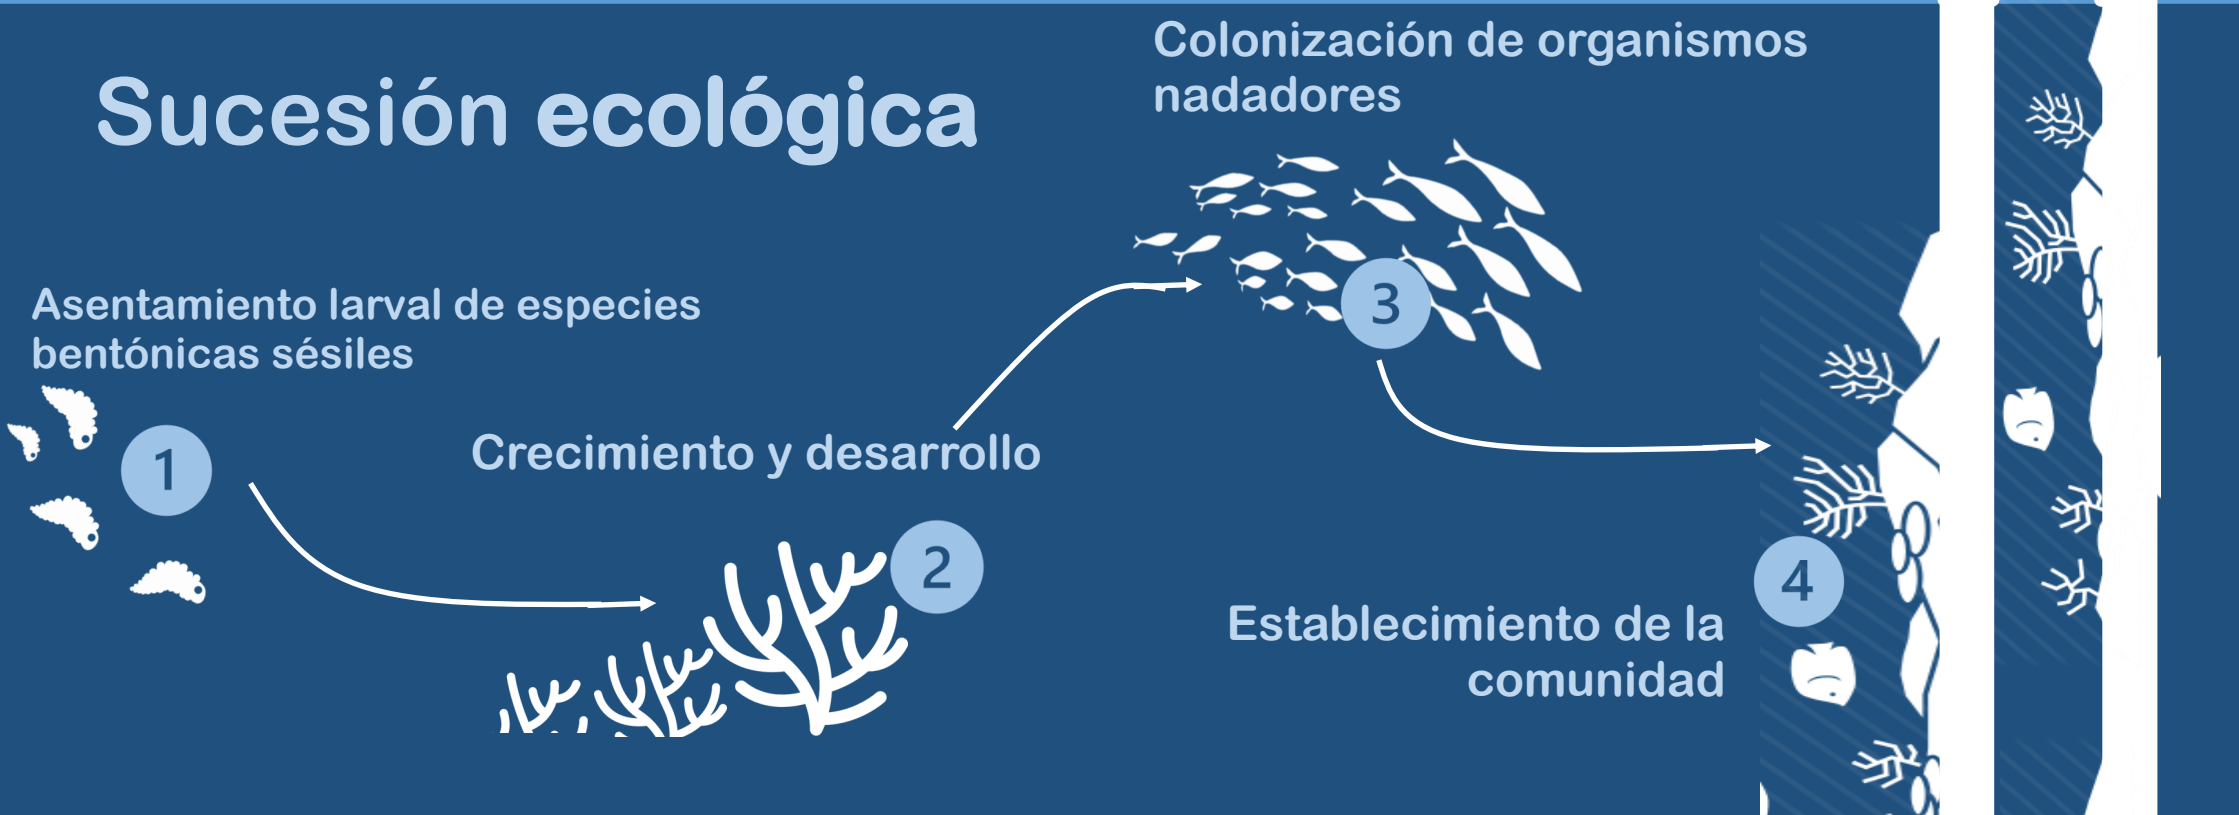 Sucesión ecológica
Asentamiento larval de especies
bentónicas sésiles
1
Crecimiento y desarrollo
2
Colonización de organismos
nadadores
3
Establecimiento de la
comunidad
4